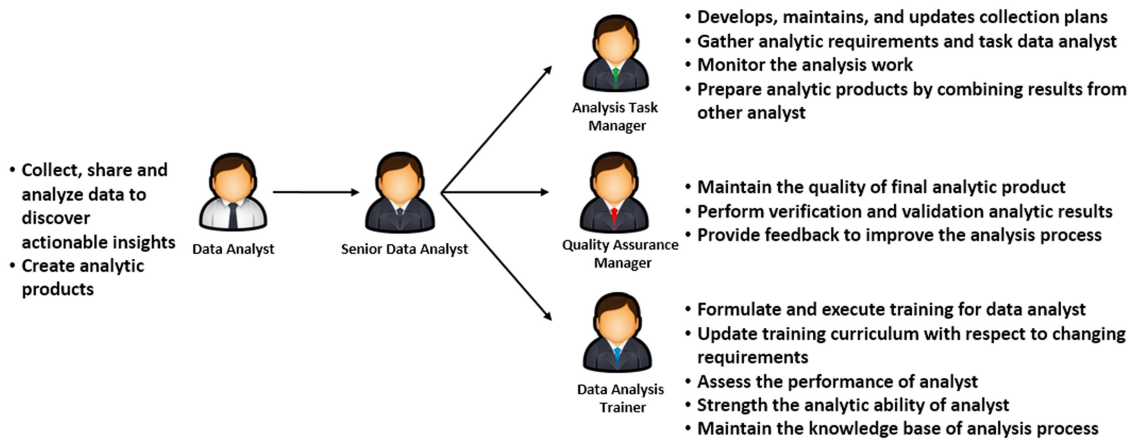 • Collect, share and
analyze data to
discover
actionable insights
• Create analytic
products
Data Analyst
Senior Data Analyst
Analysis Task
Manager
• Develops, maintains, and updates collection plans
• Gather analytic requirements and task data analyst
• Monitor the analysis work
• Prepare analytic products by combining results from
other analyst
Quality Assurance
Manager
• Maintain the quality of final analytic product
• Perform verification and validation analytic results
• Provide feedback to improve the analysis process
Data Analysis
Trainer
• Formulate and execute training for data analyst
• Update training curriculum with respect to changing
requirements
• Assess the performance of analyst
• Strength the analytic ability of analyst
• Maintain the knowledge base of analysis process